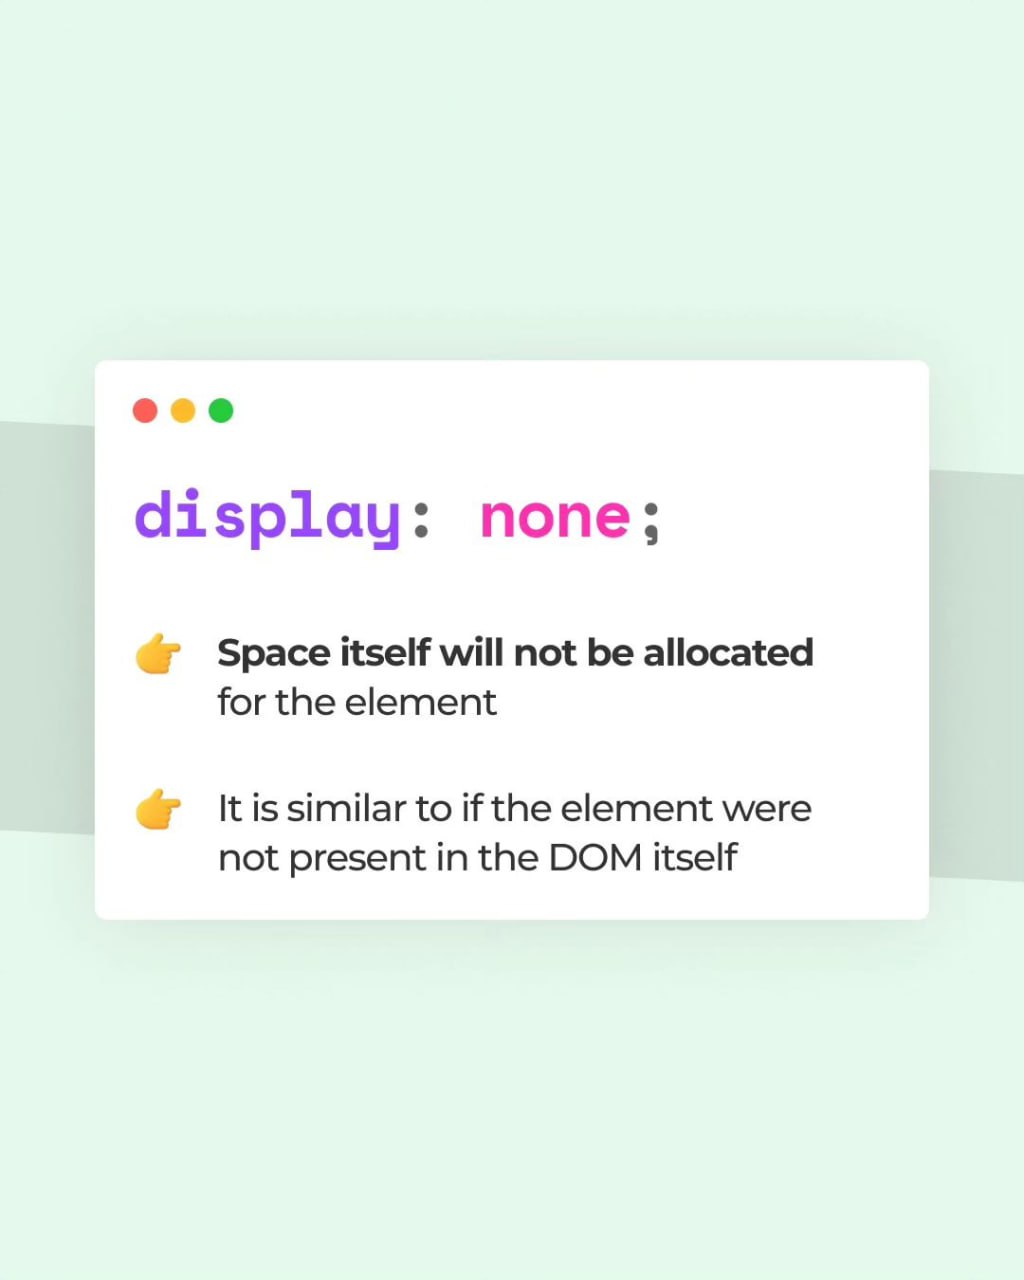 display: none;
👉 Space itself will not be allocated
for the element
👉 It is similar to if the element were
not present in the DOM itself